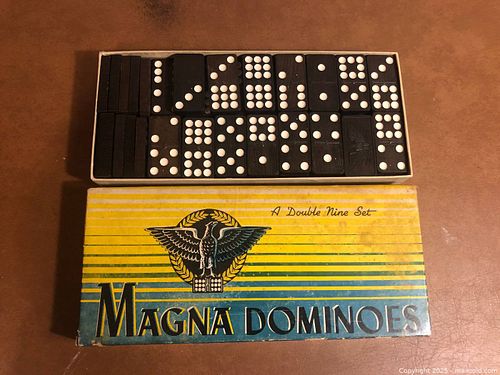 A Double Nine Set
MAGNA DOMINOES
Copyright 2025 - maxsold.com